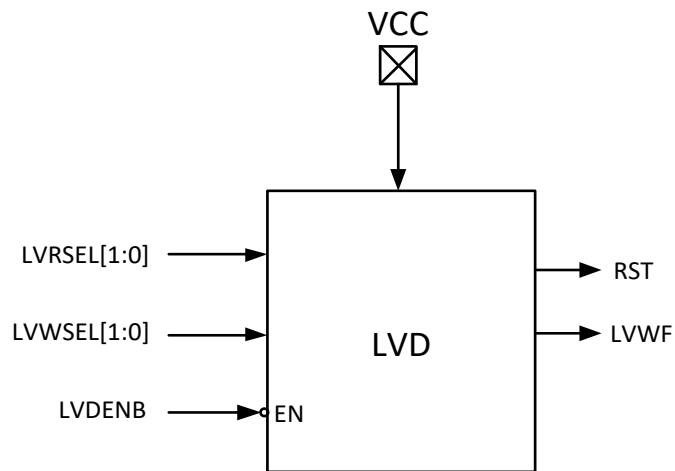 VCC
LVRSEL[1:0]
RST
LVWSEL[1:0]
LVD
LVWF
LVDENB
EN